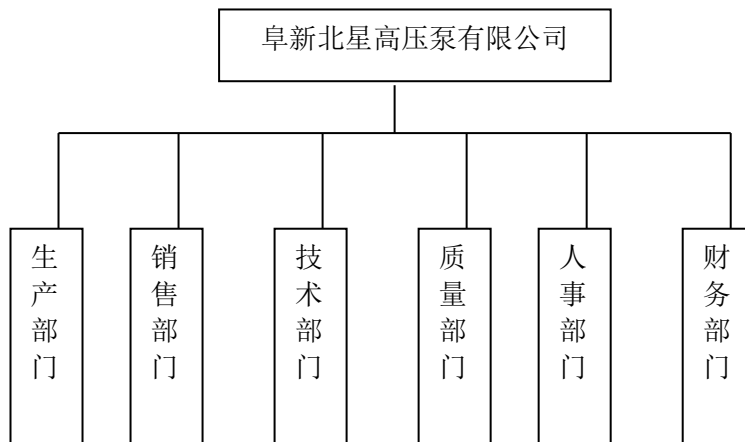 阜新北星高压泵有限公司
生产部门
销售部门
技术部门
质量部门
人事部门
财务部门